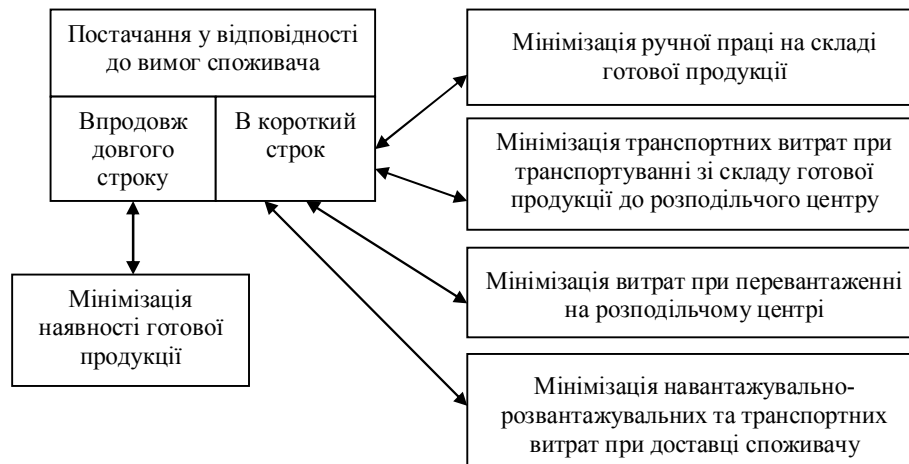 Постачання у відповідності
до вимог споживача
Впродовж
довгого
строку
В короткий
строк
Мінімізація
наявності готової
продукції
Мінімізація ручної праці на складі
готової продукції
Мінімізація транспортних витрат при
транспортуванні зі складу готової
продукції до розподільчого центру
Мінімізація витрат при перевантаженні
на розподільчому центрі
Мінімізація навантажувально-
розвантажувальних та транспортних
витрат при доставці споживачу